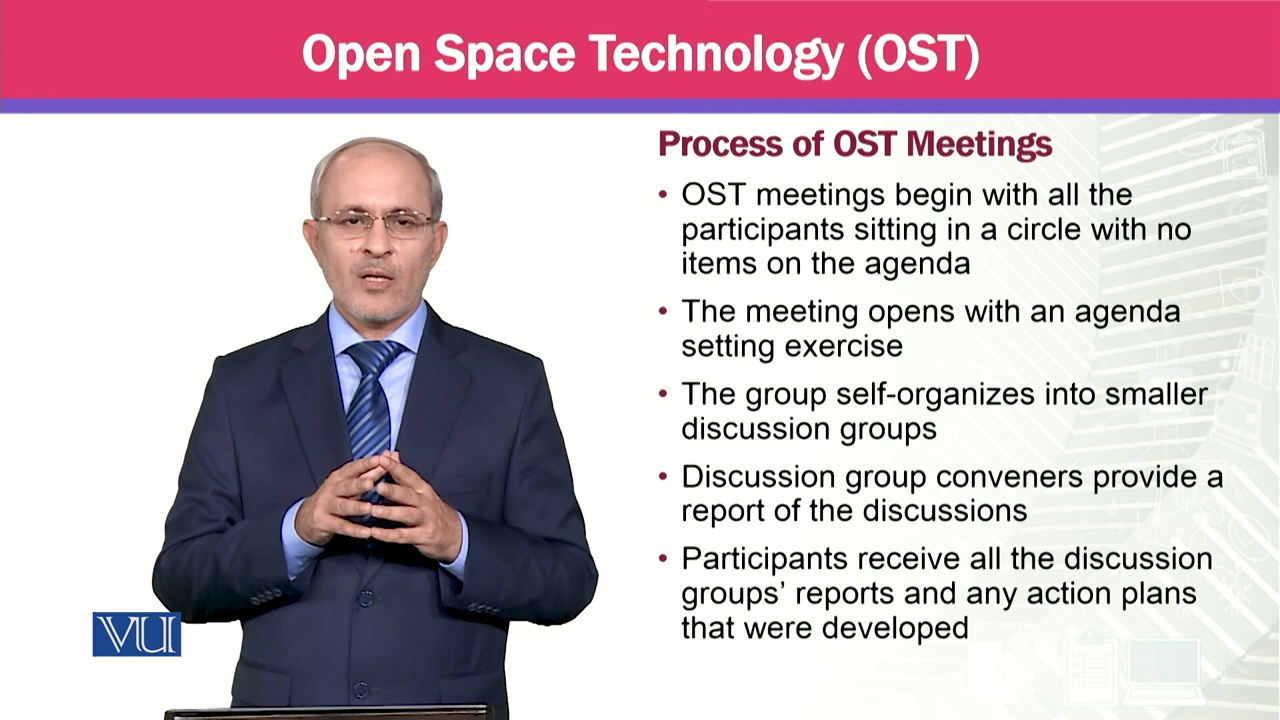 Open Space Technology (OST)
Process of OST Meetings
• OST meetings begin with all the
participants sitting in a circle with no
items on the agenda
• The meeting opens with an agenda
setting exercise
• The group self-organizes into smaller
discussion groups
• Discussion group conveners provide a
report of the discussions
• Participants receive all the discussion
groups’ reports and any action plans
that were developed
VU